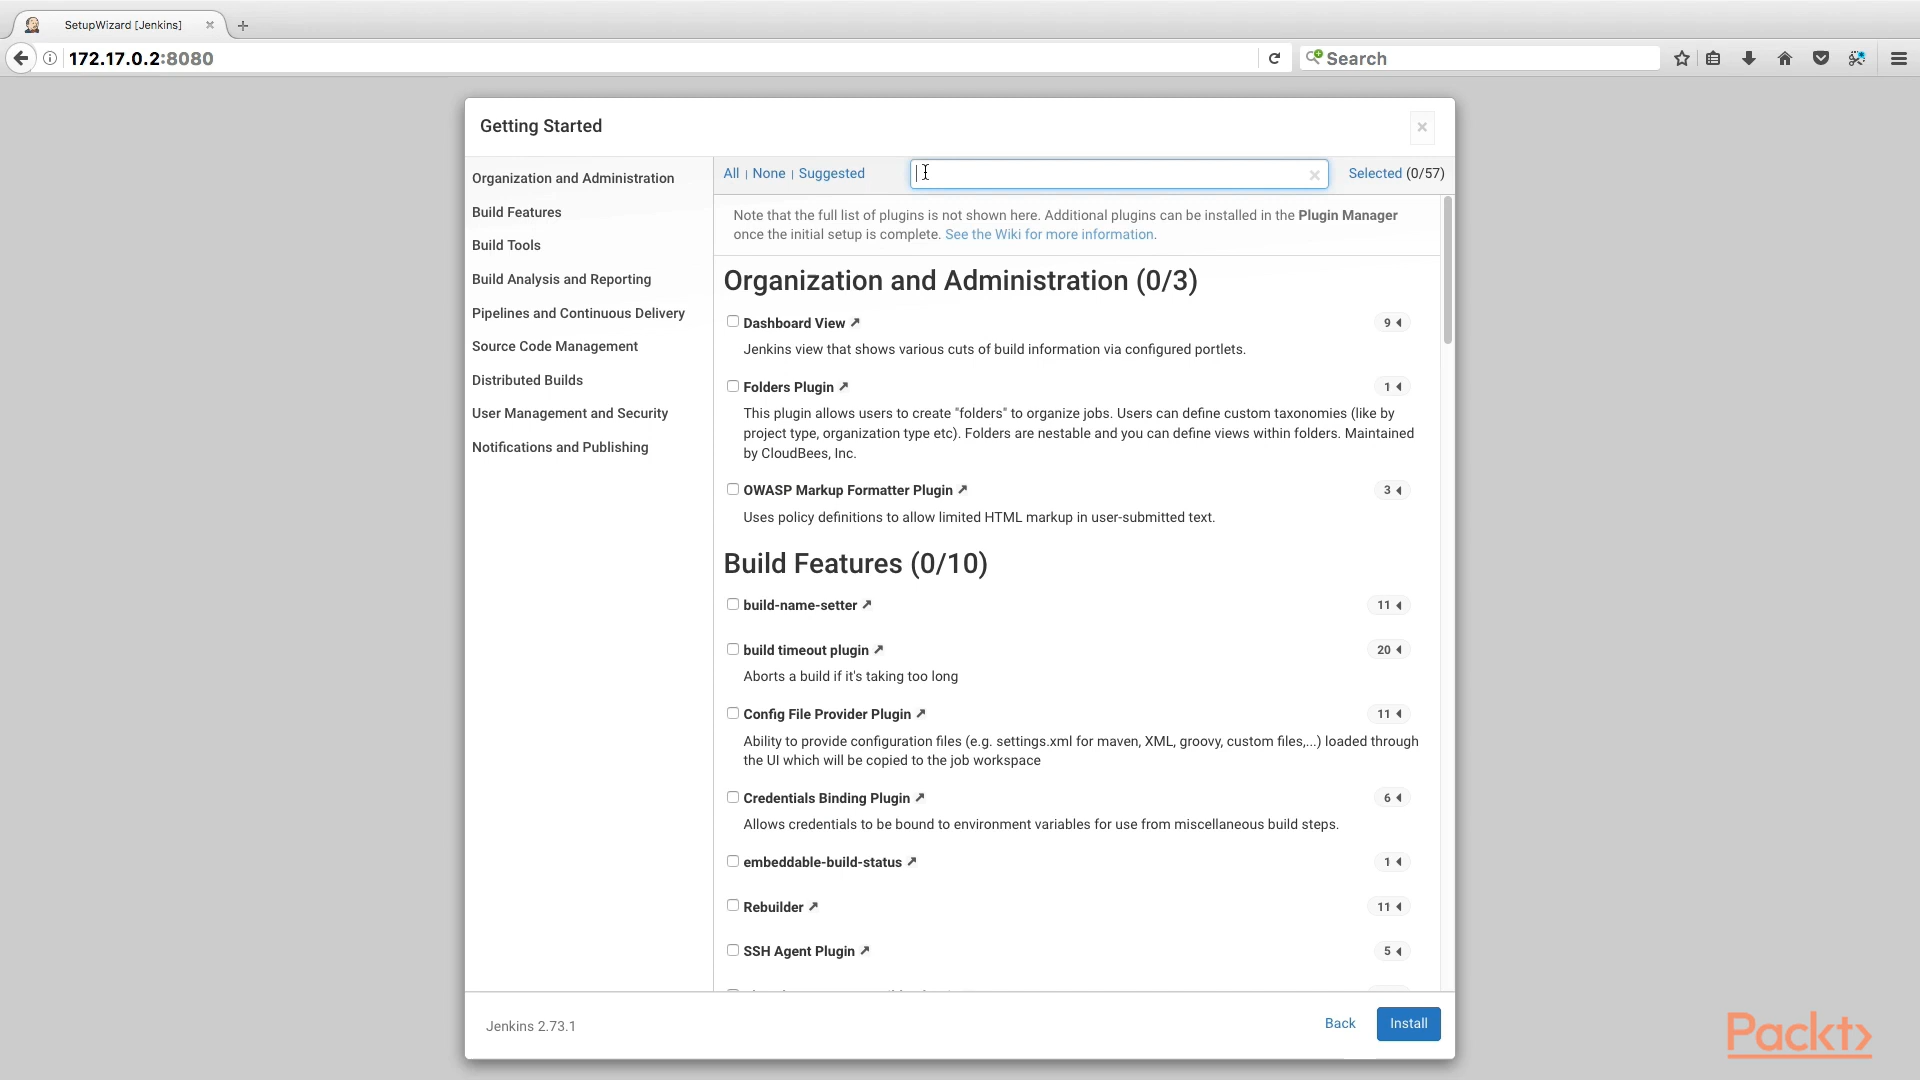 SetupWizard [Jenkins]
172.17.0.2:8080
Search
Getting Started
Organization and Administration
Build Features
Build Tools
Build Analysis and Reporting
Pipelines and Continuous Delivery
Source Code Management
Distributed Builds
User Management and Security
Notifications and Publishing
All | None | Suggested
Selected (0/57)
Note that the full list of plugins is not shown here. Additional plugins can be installed in the Plugin Manager
once the initial setup is complete. See the Wiki for more information.
Organization and Administration (0/3)
Dashboard View 9
Jenkins view that shows various cuts of build information via configured portlets.
Folders Plugin 1
This plugin allows users to create "folders" to organize jobs. Users can define custom taxonomies (like by
project type, organization type etc). Folders are nestable and you can define views within folders. Maintained
by CloudBees, Inc.
OWASP Markup Formatter Plugin 3
Uses policy definitions to allow limited HTML markup in user-submitted text.
Build Features (0/10)
build-name-setter 11
build timeout plugin 20
Aborts a build if it's taking too long
Config File Provider Plugin 11
Ability to provide configuration files (e.g. settings.xml for maven, XML, groovy, custom files,...) loaded through
the UI which will be copied to the job workspace
Credentials Binding Plugin 6
Allows credentials to be bound to environment variables for use from miscellaneous build steps.
embeddable-build-status 1
Rebuilder 11
SSH Agent Plugin 5
Jenkins 2.73.1
Back
Install
Packt>